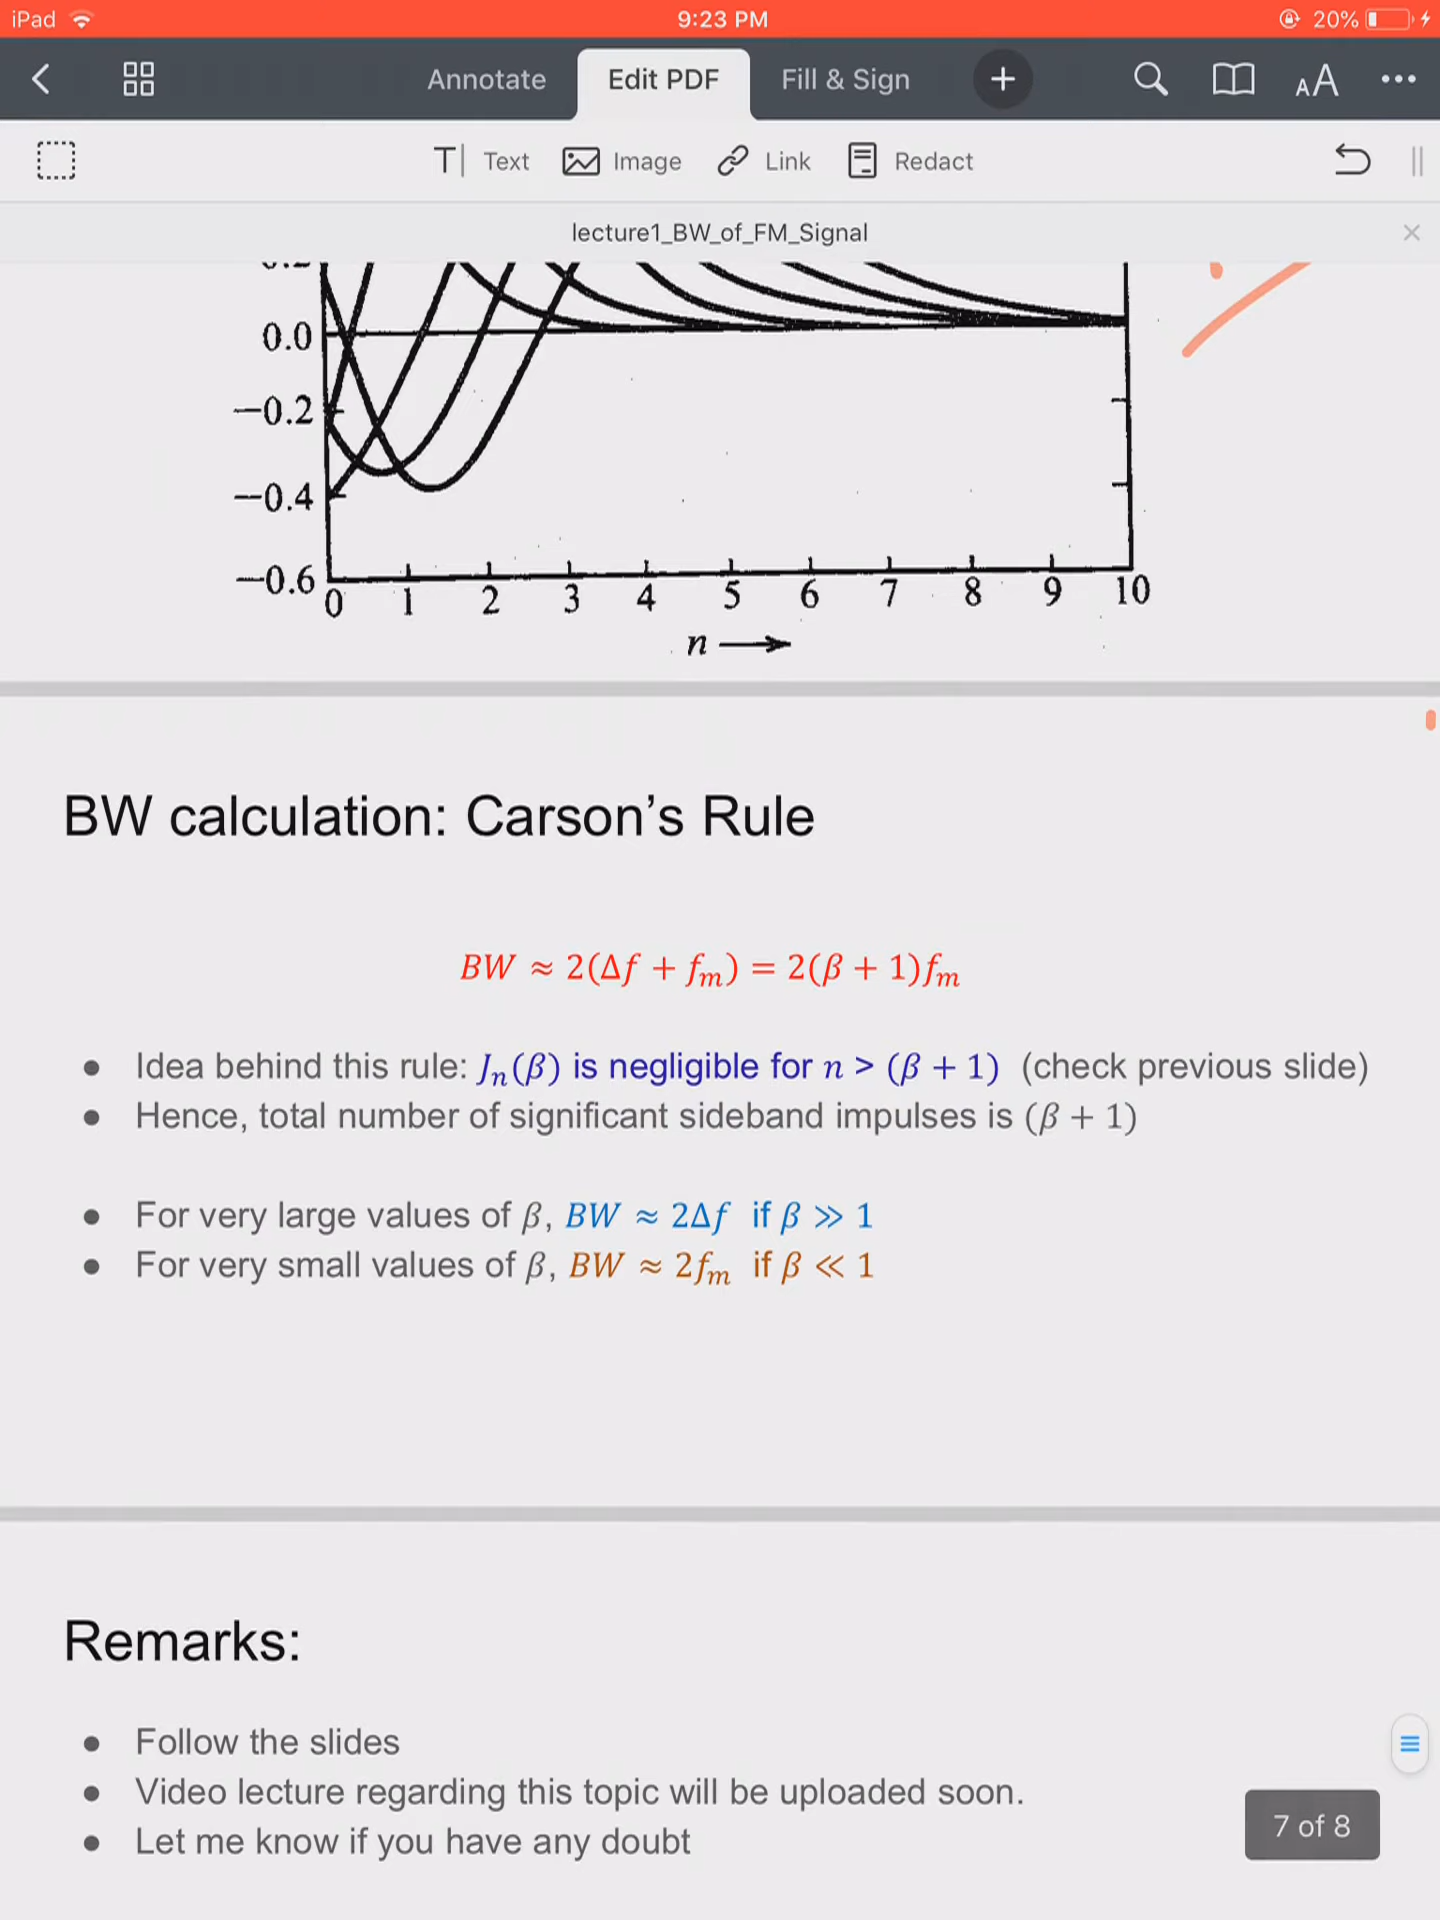 iPad 9:23 PM 20%
Annotate Edit PDF Fill & Sign + AA
Text Image Link Redact
lecture1_BW_of_FM_Signal
0.0
−0.2
−0.4
−0.6
0 1 2 3 4 5 6 7 8 9 10
n
BW calculation: Carson’s Rule
BW ≈ 2(Δf + fₘ) = 2(β + 1)fₘ
● Idea behind this rule: Jₙ(β) is negligible for n > (β + 1) (check previous slide)
● Hence, total number of significant sideband impulses is (β + 1)
● For very large values of β, BW ≈ 2Δf if β ≫ 1
● For very small values of β, BW ≈ 2fₘ if β ≪ 1
Remarks:
● Follow the slides
● Video lecture regarding this topic will be uploaded soon.
● Let me know if you have any doubt
7 of 8